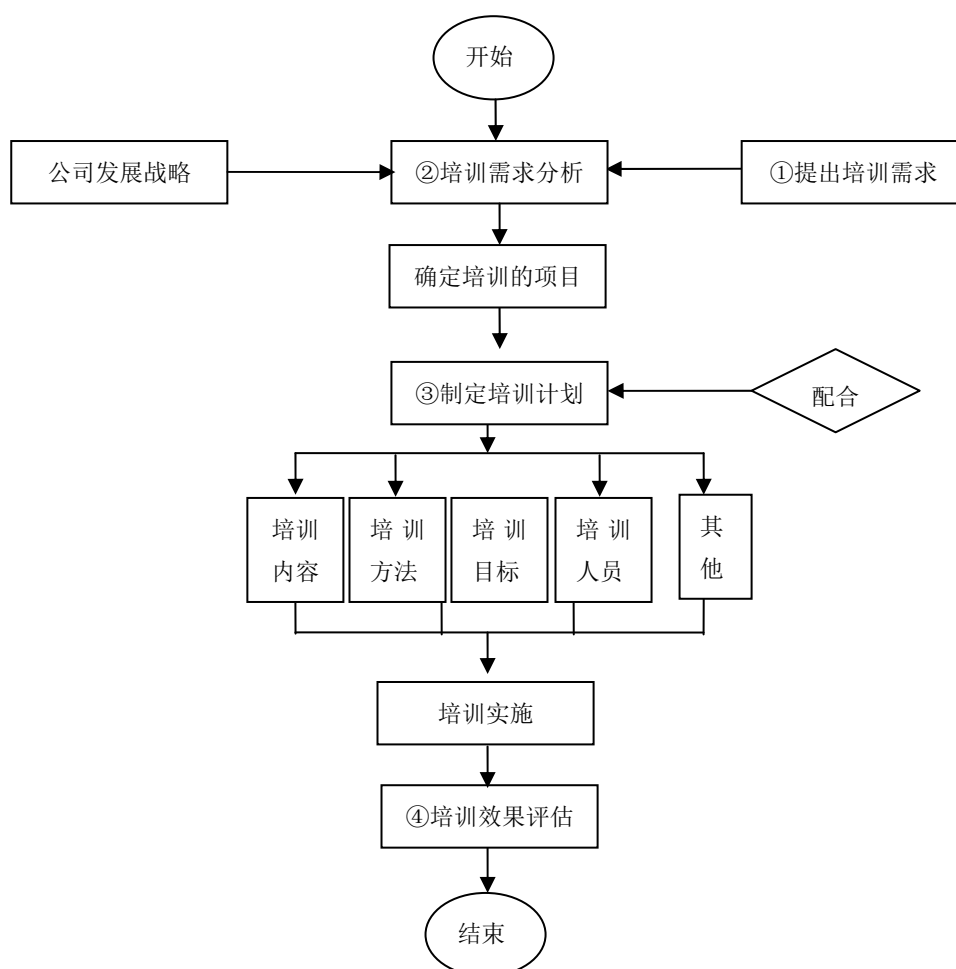 开始
公司发展战略
②培训需求分析
①提出培训需求
确定培训的项目
③制定培训计划
配合
培训
内容
培 训
方法
培 训
目标
培 训
人员
其
他
培训实施
④培训效果评估
结束